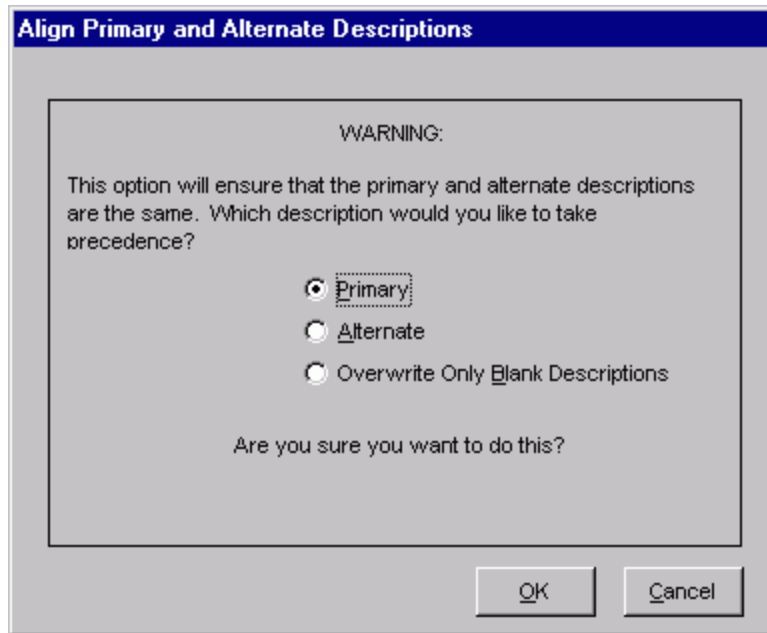 Align Primary and Alternate Descriptions
WARNING:
This option will ensure that the primary and alternate descriptions
are the same.  Which description would you like to take
precedence?
Primary
Alternate
Overwrite Only Blank Descriptions
Are you sure you want to do this?
OK
Cancel